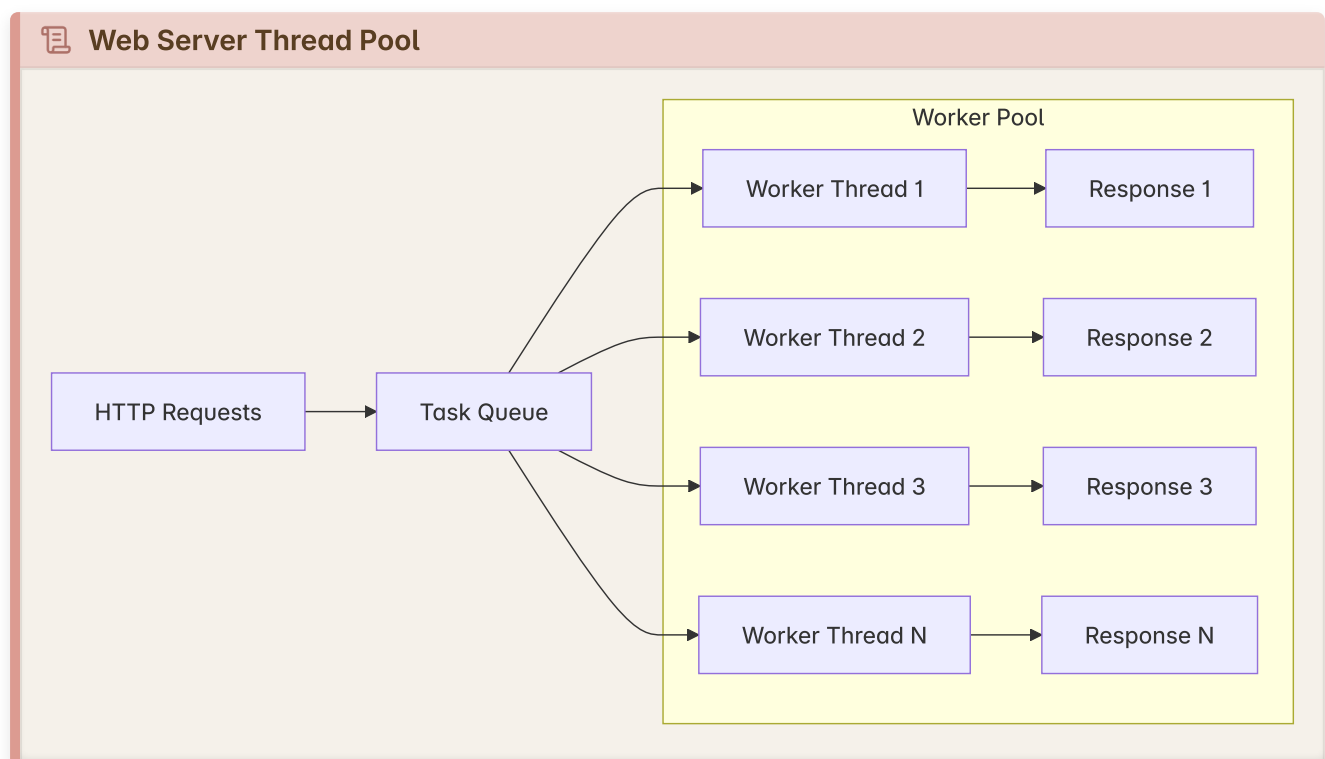 Web Server Thread Pool
Worker Pool
Worker Thread 1
Response 1
Worker Thread 2
Response 2
HTTP Requests
Task Queue
Worker Thread 3
Response 3
Worker Thread N
Response N